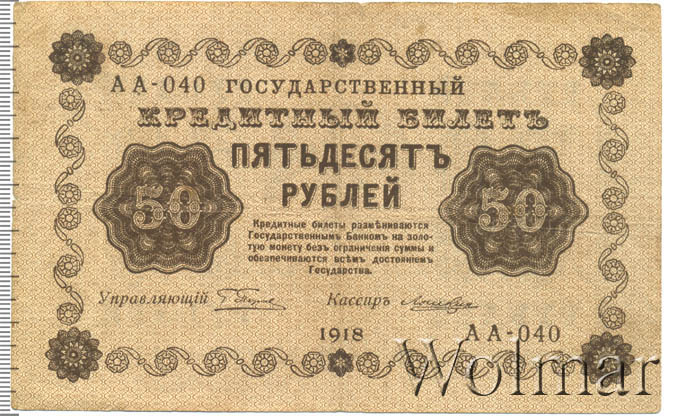 АА-040 ГОСУДАРСТВЕННЫЙ
КРЕДИТНЫЙ БИЛЕТЪ
ПЯТЬДЕСЯТЪ
РУБЛЕЙ
50
50
Кредитные билеты размѣниваются
Государственнымъ Банкомъ на золо-
тую монету безъ ограниченія суммы и
обезпечиваются всѣмъ достояніемъ
Государства.
Управляющій
Кассиръ
1918
АА-040
Wolmar